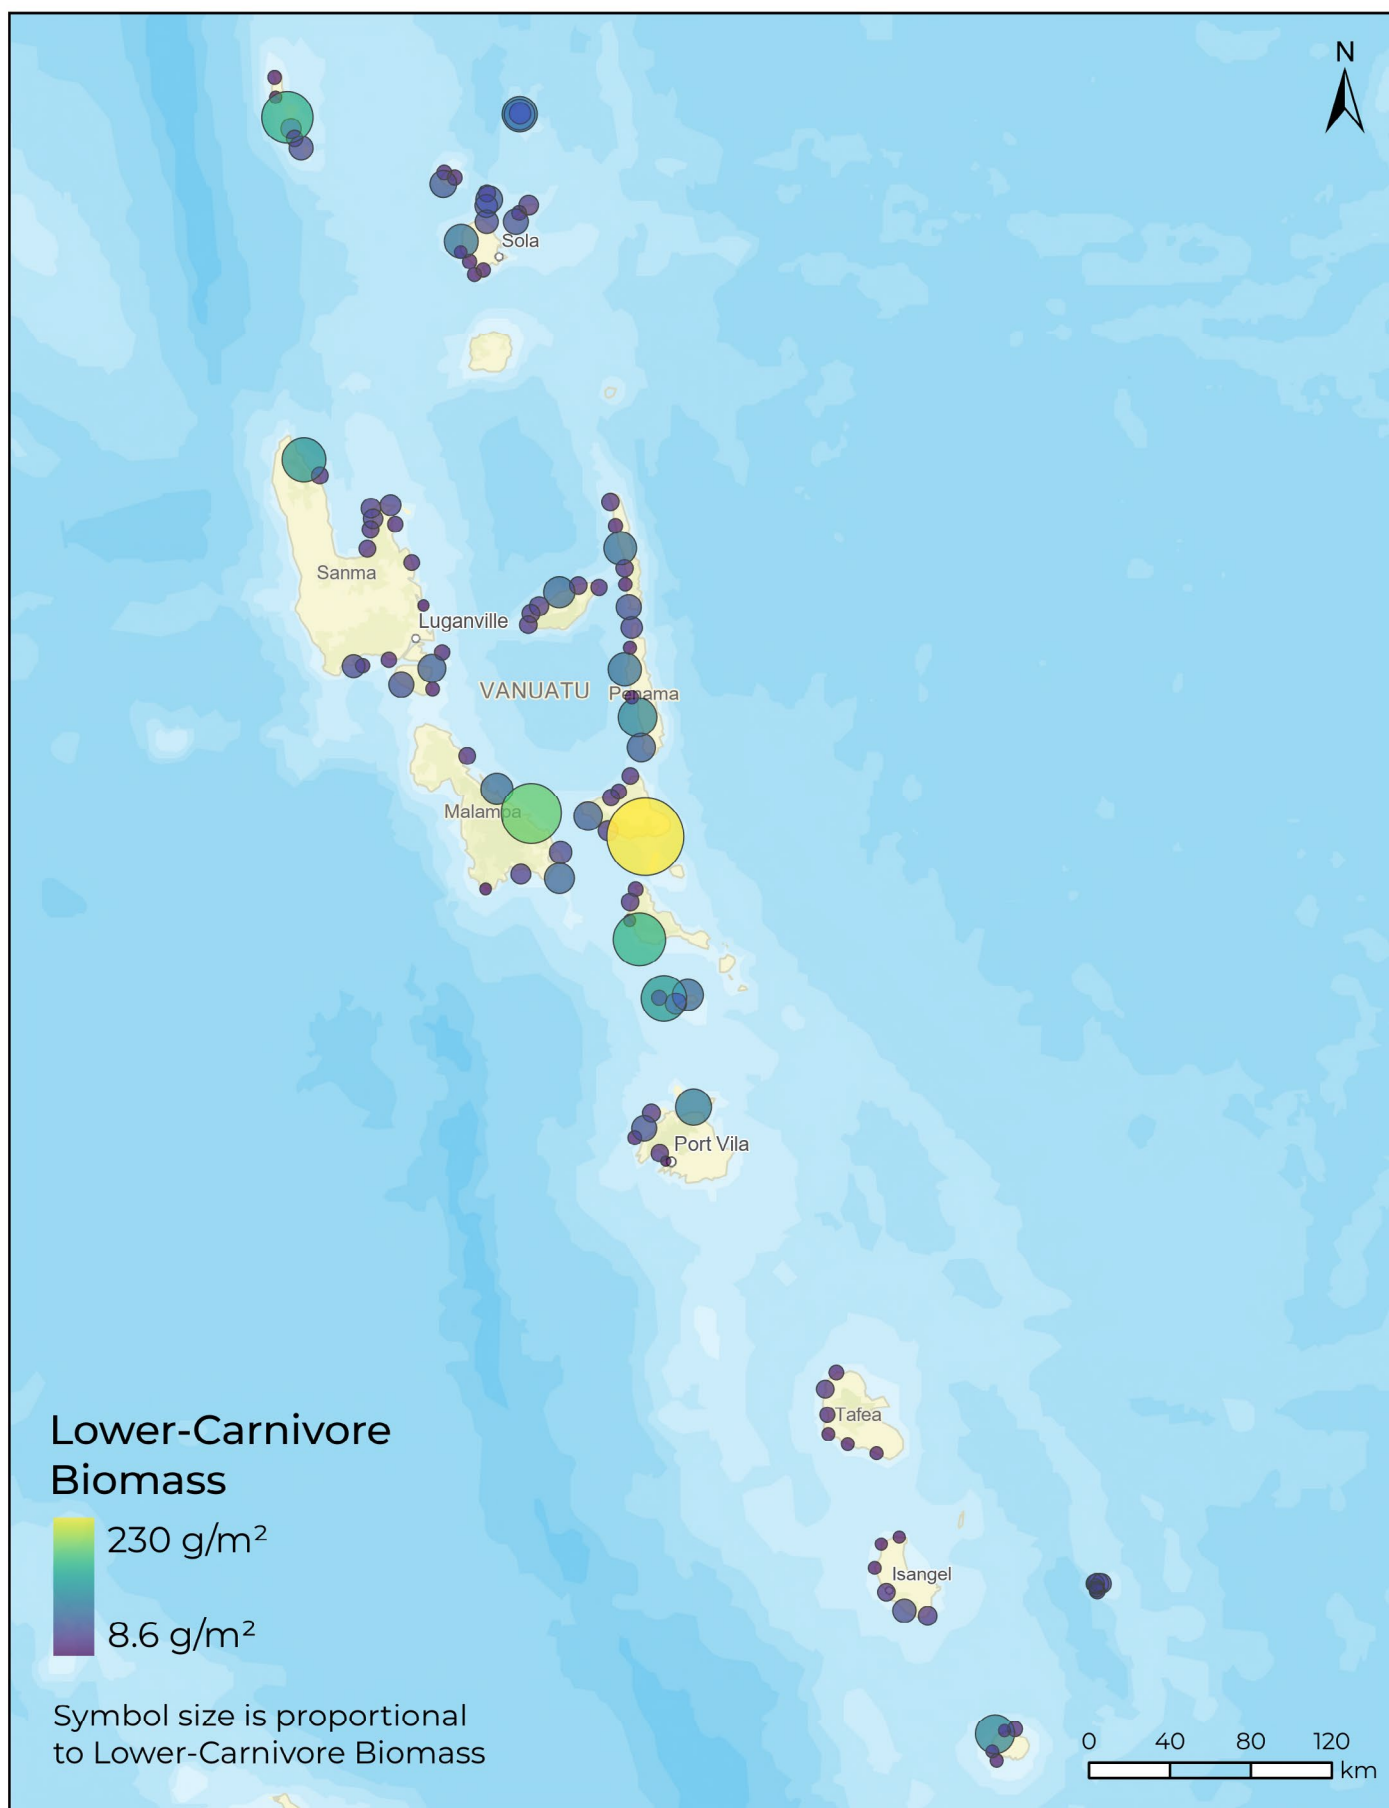 N
Sola
Sanma
Luganville
VANUATU
Penama
Malampa
Port Vila
Tafea
Isangel
Lower-Carnivore
Biomass
230 g/m²
8.6 g/m²
Symbol size is proportional
to Lower-Carnivore Biomass
0 40 80 120
km